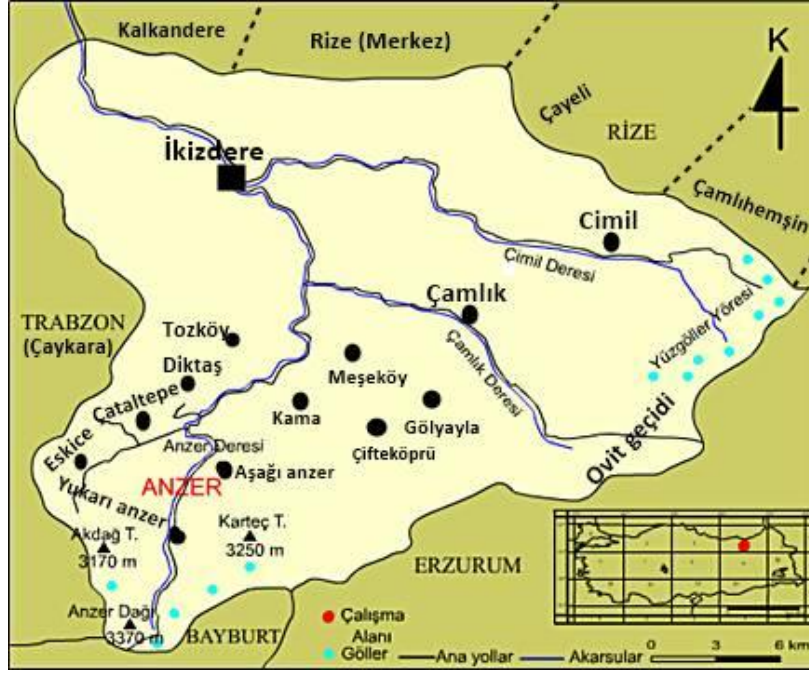 Kalkandere
Rize (Merkez)
K
Çayeli
RİZE
İkizdere
Çamlıhemşin
Cimil
Cimil Deresi
Çamlık
TRABZON
(Çaykara)
Yüzgöller Yöresi
Tozköy
Diktaş
Meşeköy
Çamlık Deresi
Çataltepe
Kama
Gölyayla
Çifteköprü
Ovit geçidi
Eskice
Anzer Deresi
Aşağı anzer
ANZER
Yukarı anzer
Akdağ T.
3170 m
Karteç T.
3250 m
ERZURUM
Anzer Dağı
3370 m
BAYBURT
Çalışma
Alanı
Göller
Ana yollar
Akarsular
0 3 6 km